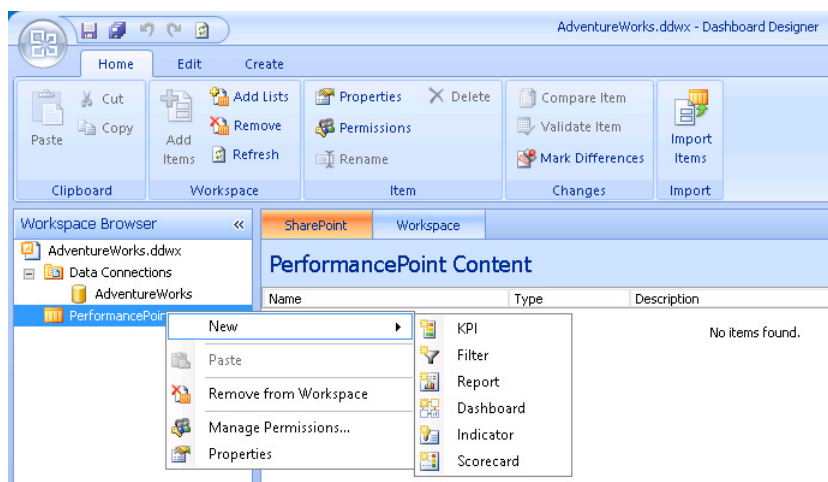 AdventureWorks.ddwx - Dashboard Designer
Home Edit Create
Paste Cut Copy
Add Items Add Lists Remove Refresh
Properties Delete
Permissions
Rename
Compare Item
Validate Item
Mark Differences
Import Items
Clipboard Workspace Item Changes Import
Workspace Browser «
SharePoint Workspace
AdventureWorks.ddwx
Data Connections
AdventureWorks
PerformancePoin
PerformancePoint Content
Name Type Description
No items found.
New
Paste
Remove from Workspace
Manage Permissions...
Properties
KPI
Filter
Report
Dashboard
Indicator
Scorecard